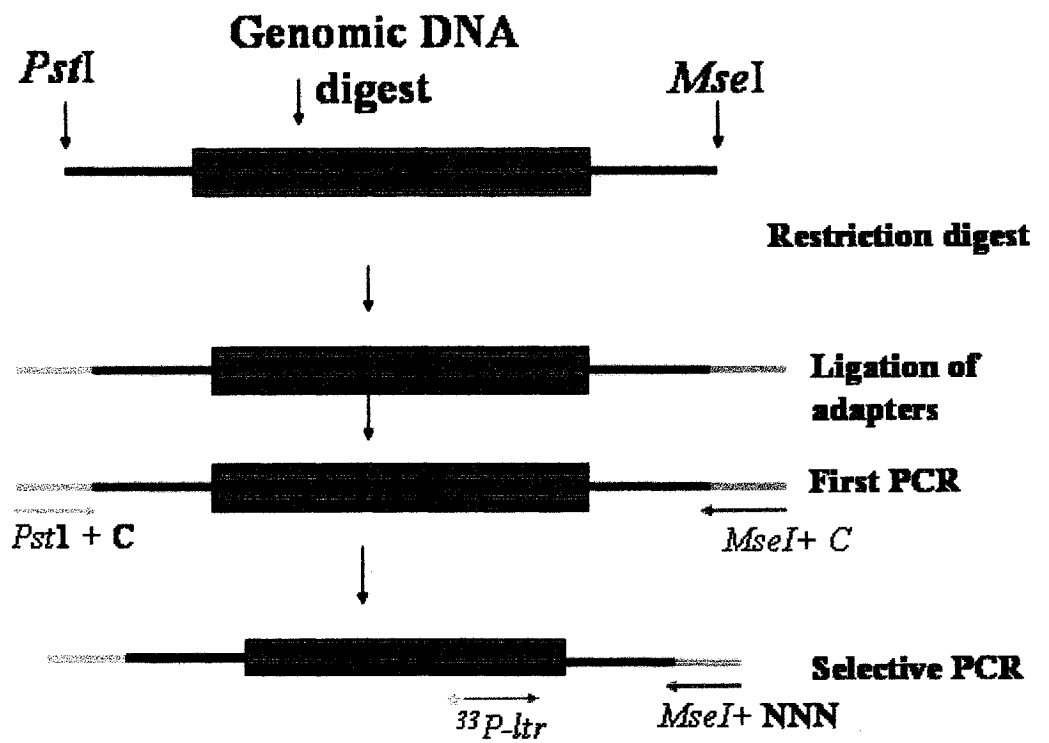 Genomic DNA
digest
PstI
MseI
Restriction digest
Ligation of
adapters
First PCR
Pst1 + C
MseI+ C
Selective PCR
³³P-ltr
MseI+ NNN